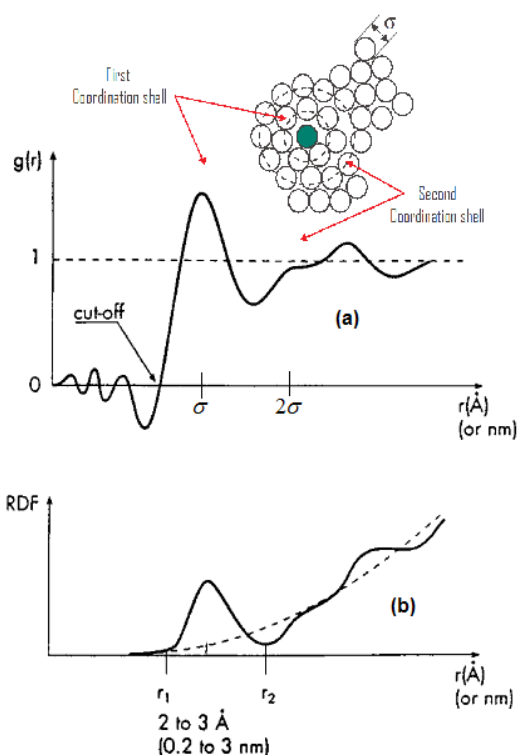 σ
First
Coordination shell
g(r)
Second
Coordination shell
1
(a)
cut-off
0
σ
2σ
r(Å)
(or nm)
RDF
(b)
r1
r2
r(Å)
(or nm)
2 to 3 Å
(0.2 to 3 nm)